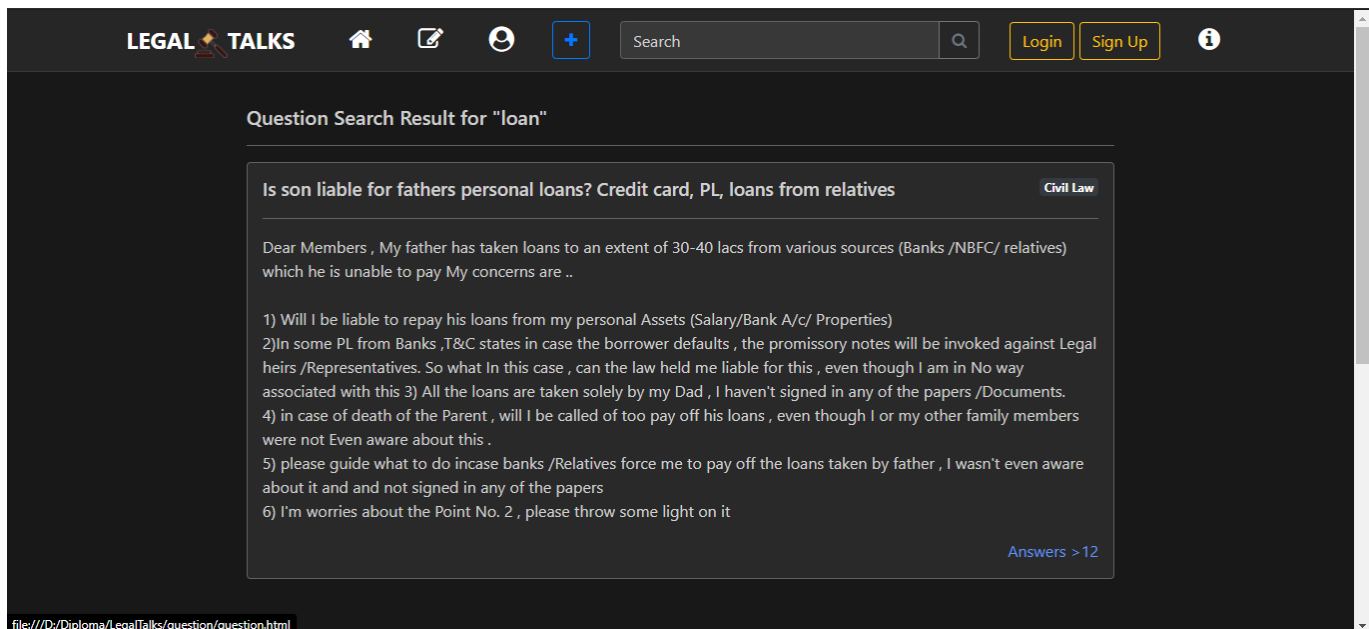 LEGAL TALKS + Search Login Sign Up
Question Search Result for "loan"
Is son liable for fathers personal loans? Credit card, PL, loans from relatives Civil Law
Dear Members , My father has taken loans to an extent of 30-40 lacs from various sources (Banks /NBFC/ relatives)
which he is unable to pay My concerns are ..
1) Will I be liable to repay his loans from my personal Assets (Salary/Bank A/c/ Properties)
2)In some PL from Banks ,T&C states in case the borrower defaults , the promissory notes will be invoked against Legal
heirs /Representatives. So what In this case , can the law held me liable for this , even though I am in No way
associated with this 3) All the loans are taken solely by my Dad , I haven't signed in any of the papers /Documents.
4) in case of death of the Parent , will I be called of too pay off his loans , even though I or my other family members
were not Even aware about this .
5) please guide what to do incase banks /Relatives force me to pay off the loans taken by father , I wasn't even aware
about it and and not signed in any of the papers
6) I'm worries about the Point No. 2 , please throw some light on it
Answers >12
file:///D:/Diploma/LegalTalks/question/question.html